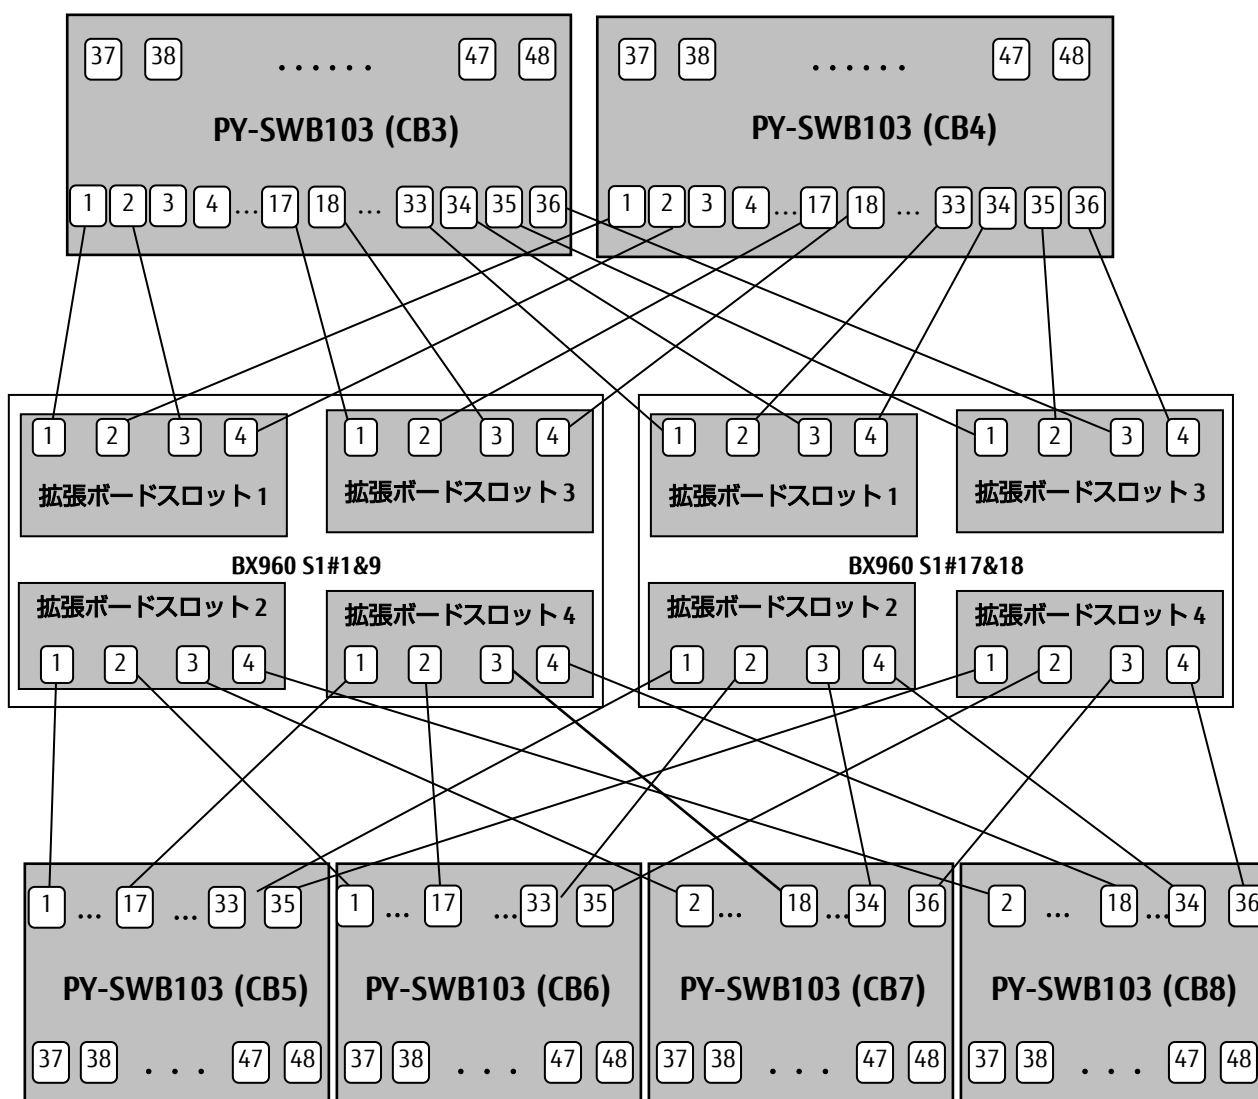 37 38 ...... 47 48 37 38 ...... 47 48
PY-SWB103 (CB3) PY-SWB103 (CB4)
1 2 3 4 ... 17 18 ... 33 34 35 36 1 2 3 4 ... 17 18 ... 33 34 35 36
1 2 3 4 1 2 3 4 1 2 3 4 1 2 3 4
拡張ボードスロット 1 拡張ボードスロット 3 拡張ボードスロット 1 拡張ボードスロット 3
BX960 S1#1&9 BX960 S1#17&18
拡張ボードスロット 2 拡張ボードスロット 4 拡張ボードスロット 2 拡張ボードスロット 4
1 2 3 4 1 2 3 4 1 2 3 4 1 2 3 4
1 ... 17 ... 33 35 1 ... 17 ... 33 35 2 ... 18 ... 34 36 2 ... 18 ... 34 36
PY-SWB103 (CB5) PY-SWB103 (CB6) PY-SWB103 (CB7) PY-SWB103 (CB8)
37 38 . . . 47 48 37 38 . . . 47 48 37 38 . . . 47 48 37 38 . . . 47 48